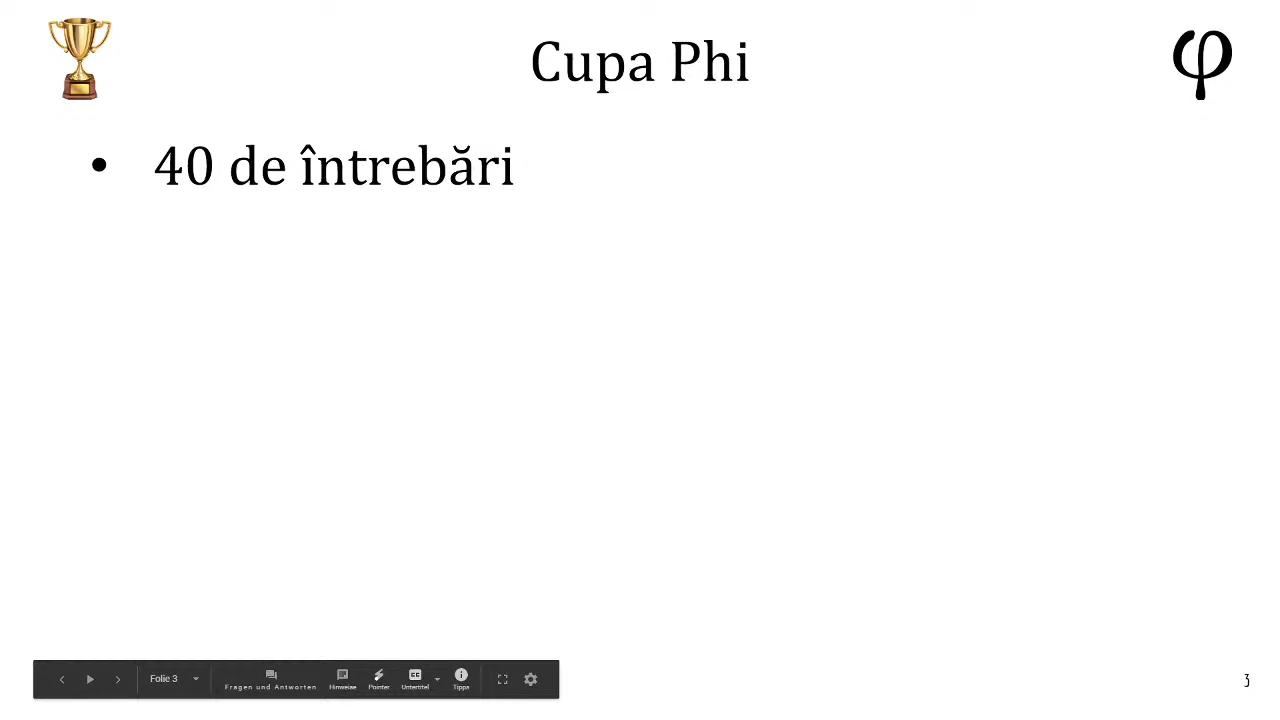 Cupa Phi
φ
• 40 de întrebări
Folie 3
Fragen und Antworten
Hinweise
Pointer
Untertitel
Tipps
3